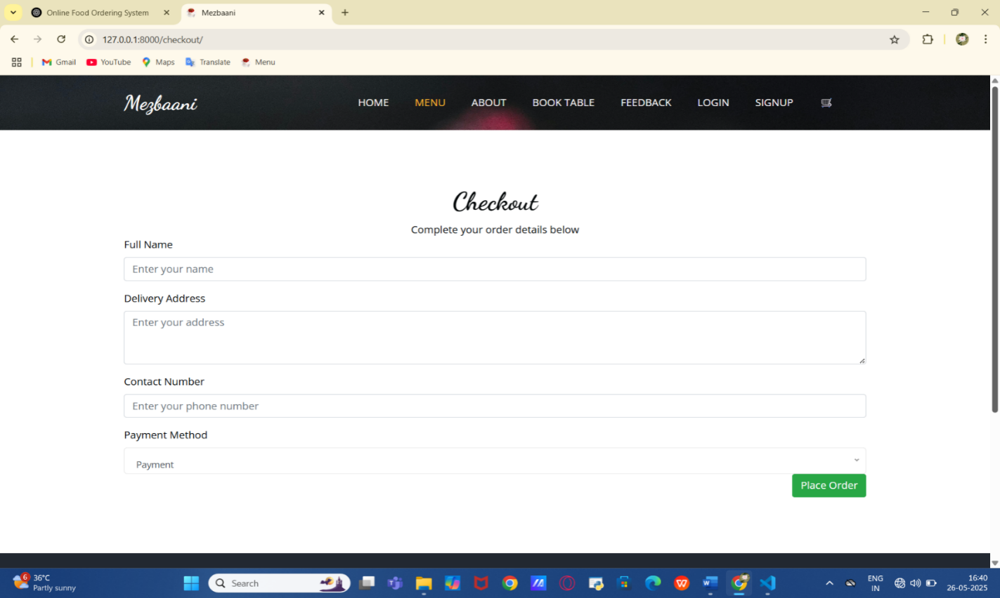 Online Food Ordering System
Mezbaani
127.0.0.1:8000/checkout/
Gmail
YouTube
Maps
Translate
Menu
Mezbaani
HOME
MENU
ABOUT
BOOK TABLE
FEEDBACK
LOGIN
SIGNUP
Checkout
Complete your order details below
Full Name
Enter your name
Delivery Address
Enter your address
Contact Number
Enter your phone number
Payment Method
Payment
Place Order
6
36°C
Partly sunny
Search
ENG
IN
16:40
26-05-2025